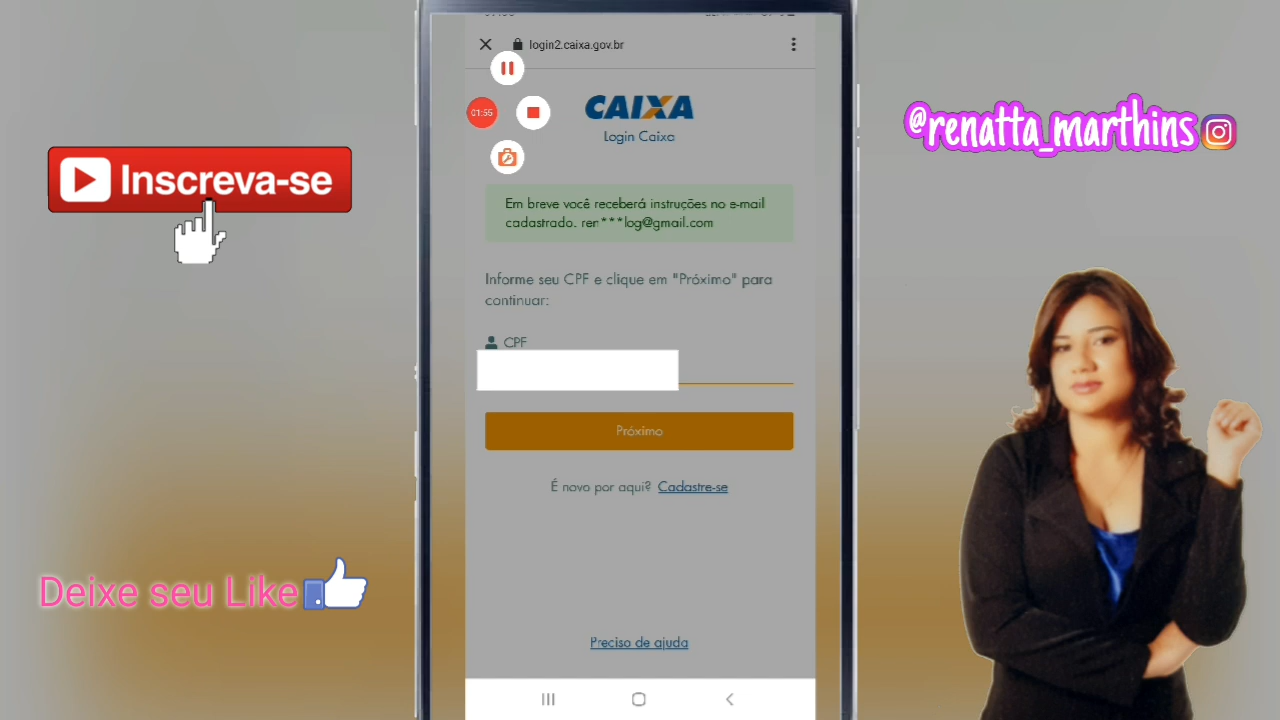 login2.caixa.gov.br
01:55
CAIXA
Login Caixa
Em breve você receberá instruções no e-mail
cadastrado. ren***log@gmail.com
Informe seu CPF e clique em "Próximo" para
continuar:
CPF
Próximo
É novo por aqui? Cadastre-se
Preciso de ajuda
Inscreva-se
Deixe seu Like
@renatta_marthins